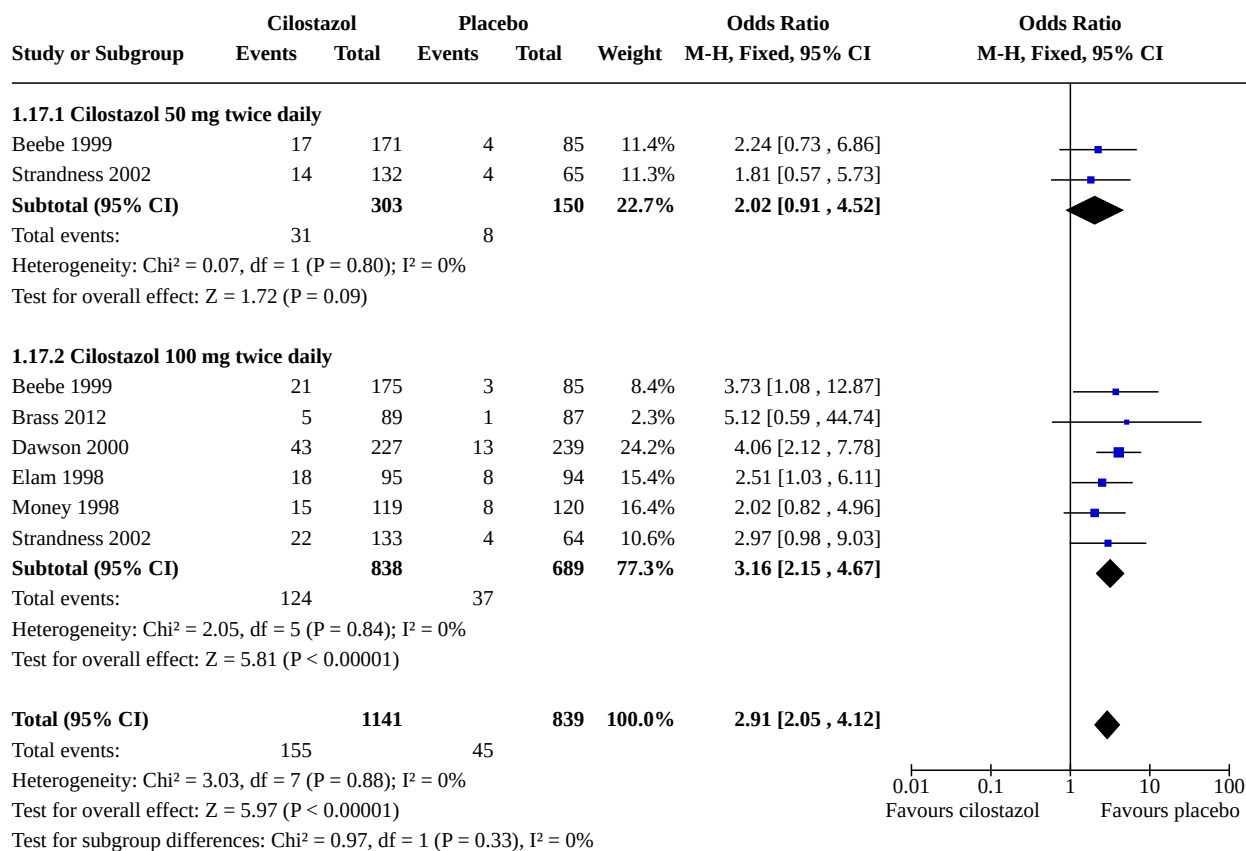 Cilostazol Placebo Odds Ratio Odds Ratio
Study or Subgroup Events Total Events Total Weight M-H, Fixed, 95% CI M-H, Fixed, 95% CI
1.17.1 Cilostazol 50 mg twice daily
Beebe 1999 17 171 4 85 11.4% 2.24 [0.73 , 6.86]
Strandness 2002 14 132 4 65 11.3% 1.81 [0.57 , 5.73]
Subtotal (95% CI) 303 150 22.7% 2.02 [0.91 , 4.52]
Total events: 31 8
Heterogeneity: Chi² = 0.07, df = 1 (P = 0.80); I² = 0%
Test for overall effect: Z = 1.72 (P = 0.09)
1.17.2 Cilostazol 100 mg twice daily
Beebe 1999 21 175 3 85 8.4% 3.73 [1.08 , 12.87]
Brass 2012 5 89 1 87 2.3% 5.12 [0.59 , 44.74]
Dawson 2000 43 227 13 239 24.2% 4.06 [2.12 , 7.78]
Elam 1998 18 95 8 94 15.4% 2.51 [1.03 , 6.11]
Money 1998 15 119 8 120 16.4% 2.02 [0.82 , 4.96]
Strandness 2002 22 133 4 64 10.6% 2.97 [0.98 , 9.03]
Subtotal (95% CI) 838 689 77.3% 3.16 [2.15 , 4.67]
Total events: 124 37
Heterogeneity: Chi² = 2.05, df = 5 (P = 0.84); I² = 0%
Test for overall effect: Z = 5.81 (P < 0.00001)
Total (95% CI) 1141 839 100.0% 2.91 [2.05 , 4.12]
Total events: 155 45
Heterogeneity: Chi² = 3.03, df = 7 (P = 0.88); I² = 0%
0.01 0.1 1 10 100
Test for overall effect: Z = 5.97 (P < 0.00001)
Favours cilostazol Favours placebo
Test for subgroup differences: Chi² = 0.97, df = 1 (P = 0.33), I² = 0%